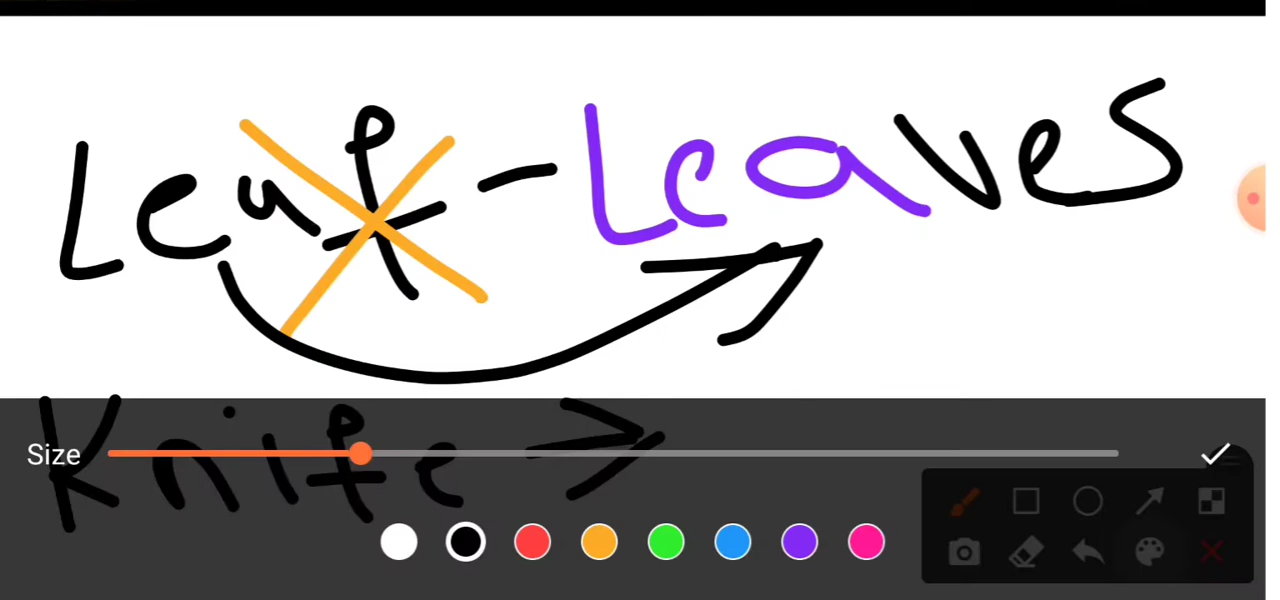 Leaf - Leaves
Knife →
Size